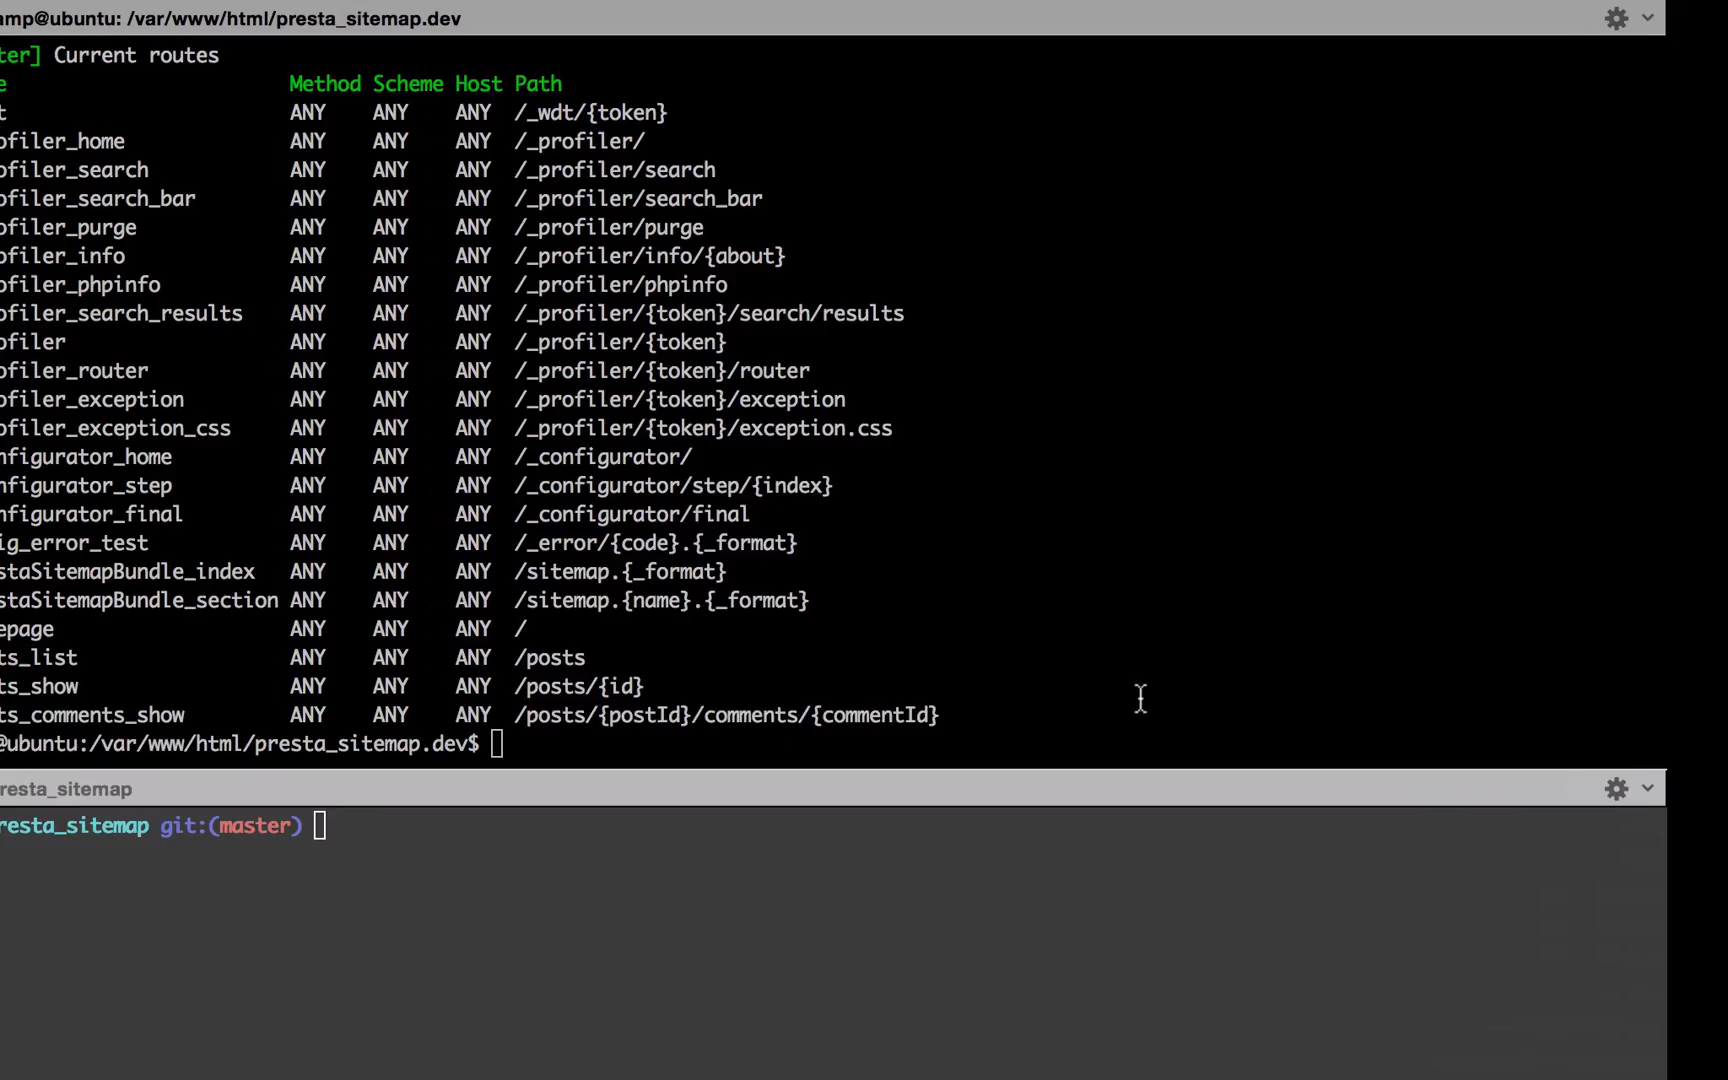 amp@ubuntu: /var/www/html/presta_sitemap.dev
ter] Current routes
e Method Scheme Host Path
t ANY ANY ANY /_wdt/{token}
ofiler_home ANY ANY ANY /_profiler/
ofiler_search ANY ANY ANY /_profiler/search
ofiler_search_bar ANY ANY ANY /_profiler/search_bar
ofiler_purge ANY ANY ANY /_profiler/purge
ofiler_info ANY ANY ANY /_profiler/info/{about}
ofiler_phpinfo ANY ANY ANY /_profiler/phpinfo
ofiler_search_results ANY ANY ANY /_profiler/{token}/search/results
ofiler ANY ANY ANY /_profiler/{token}
ofiler_router ANY ANY ANY /_profiler/{token}/router
ofiler_exception ANY ANY ANY /_profiler/{token}/exception
ofiler_exception_css ANY ANY ANY /_profiler/{token}/exception.css
nfigurator_home ANY ANY ANY /_configurator/
nfigurator_step ANY ANY ANY /_configurator/step/{index}
nfigurator_final ANY ANY ANY /_configurator/final
ig_error_test ANY ANY ANY /_error/{code}.{_format}
staSitemapBundle_index ANY ANY ANY /sitemap.{_format}
staSitemapBundle_section ANY ANY ANY /sitemap.{name}.{_format}
epage ANY ANY ANY /
ts_list ANY ANY ANY /posts
ts_show ANY ANY ANY /posts/{id}
ts_comments_show ANY ANY ANY /posts/{postId}/comments/{commentId}
@ubuntu:/var/www/html/presta_sitemap.dev$
resta_sitemap
resta_sitemap git:(master)